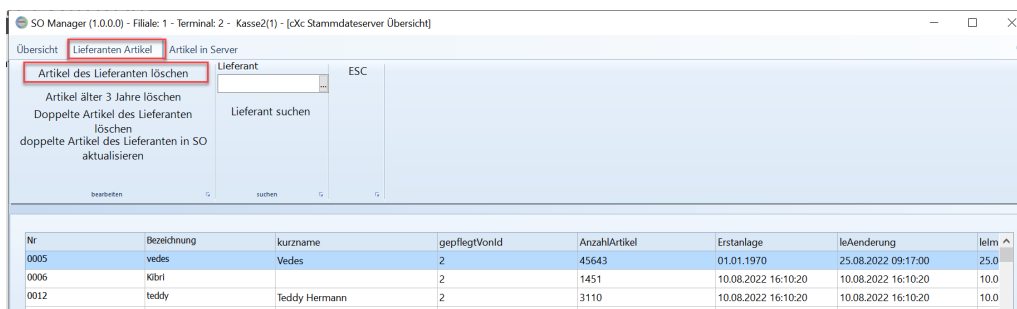 SO Manager (1.0.0.0) - Filiale: 1 - Terminal: 2 - Kasse2(1) - [cXc Stammdateserver Übersicht]
Übersicht Lieferanten Artikel Artikel in Server
Artikel des Lieferanten löschen Lieferant ESC
...
Artikel älter 3 Jahre löschen
Doppelte Artikel des Lieferanten Lieferant suchen
löschen
doppelte Artikel des Lieferanten in SO
aktualisieren
bearbeiten suchen
Nr Bezeichnung kurzname gepflegtVonId AnzahlArtikel Erstanlage leAenderung leIm
0005 vedes Vedes 2 45643 01.01.1970 25.08.2022 09:17:00 25.0
0006 Kibri 2 1451 10.08.2022 16:10:20 10.08.2022 16:10:20 10.0
0012 teddy Teddy Hermann 2 3110 10.08.2022 16:10:20 10.08.2022 16:10:20 10.0